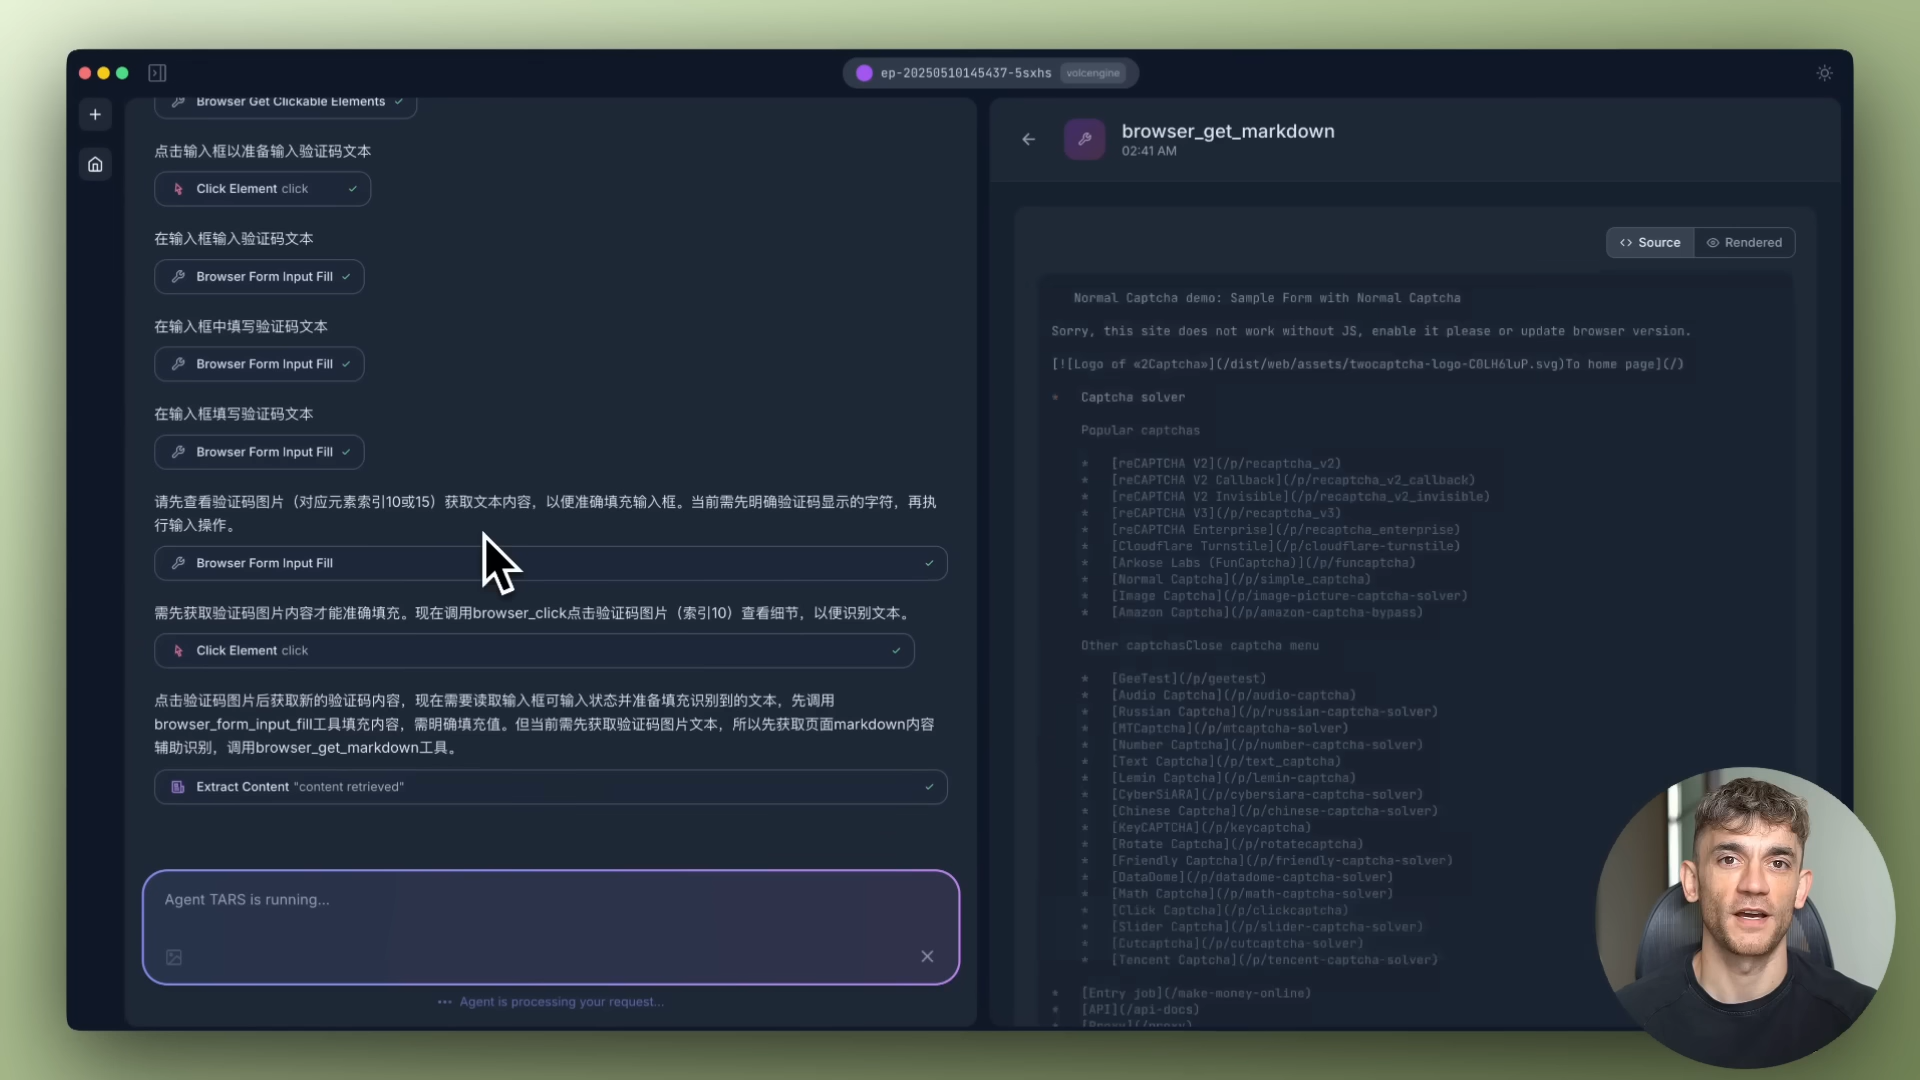 ep-20250510145437-5sxhs volcengine
Browser Get Clickable Elements
点击输入框以准备输入验证码文本
Click Element click
在输入框输入验证码文本
Browser Form Input Fill
在输入框中填写验证码文本
Browser Form Input Fill
在输入框填写验证码文本
Browser Form Input Fill
请先查看验证码图片（对应元素索引10或15）获取文本内容，以便准确填充输入框。当前需先明确验证码显示的字符，再执
行输入操作。
Browser Form Input Fill
需先获取验证码图片内容才能准确填充。现在调用browser_click点击验证码图片（索引10）查看细节，以便识别文本。
Click Element click
点击验证码图片后获取新的验证码内容，现在需要读取输入框可输入状态并准备填充识别到的文本，先调用
browser_form_input_fill工具填充内容，需明确填充值。但当前需先获取验证码图片文本，所以先获取页面markdown内容
辅助识别，调用browser_get_markdown工具。
Extract Content "content retrieved"
Agent TARS is running...
Agent is processing your request...
browser_get_markdown
02:41 AM
Source Rendered
Normal Captcha demo: Sample Form with Normal Captcha
Sorry, this site does not work without JS, enable it please or update browser version.
[![Logo of «2Captcha»](/dist/web/assets/twocaptcha-logo-C0LH6luP.svg)To home page](/)
* Captcha solver
Popular captchas
* [reCAPTCHA V2](/p/recaptcha_v2)
* [reCAPTCHA V2 Callback](/p/recaptcha_v2_callback)
* [reCAPTCHA V2 Invisible](/p/recaptcha_v2_invisible)
* [reCAPTCHA V3](/p/recaptcha_v3)
* [reCAPTCHA Enterprise](/p/recaptcha_enterprise)
* [Cloudflare Turnstile](/p/cloudflare-turnstile)
* [Arkose Labs (FunCaptcha)](/p/funcaptcha)
* [Normal Captcha](/p/simple_captcha)
* [Image Captcha](/p/image-picture-captcha-solver)
* [Amazon Captcha](/p/amazon-captcha-bypass)
Other captchasClose captcha menu
* [GeeTest](/p/geetest)
* [Audio Captcha](/p/audio-captcha)
* [Russian Captcha](/p/russian-captcha-solver)
* [MTCaptcha](/p/mtcaptcha-solver)
* [Number Captcha](/p/number-captcha-solver)
* [Text Captcha](/p/text_captcha)
* [Lemin Captcha](/p/lemin-captcha)
* [CyberSiARA](/p/cybersiara-captcha-solver)
* [Chinese Captcha](/p/chinese-captcha-solver)
* [KeyCAPTCHA](/p/keycaptcha)
* [Rotate Captcha](/p/rotatecaptcha)
* [Friendly Captcha](/p/friendly-captcha-solver)
* [DataDome](/p/datadome-captcha-solver)
* [Math Captcha](/p/math-captcha-solver)
* [Click Captcha](/p/clickcaptcha)
* [Slider Captcha](/p/slider-captcha-solver)
* [Cutcaptcha](/p/cutcaptcha-solver)
* [Tencent Captcha](/p/tencent-captcha-solver)
* [Entry job](/make-money-online)
* [API](/api-docs)
* [Proxy](/proxy)